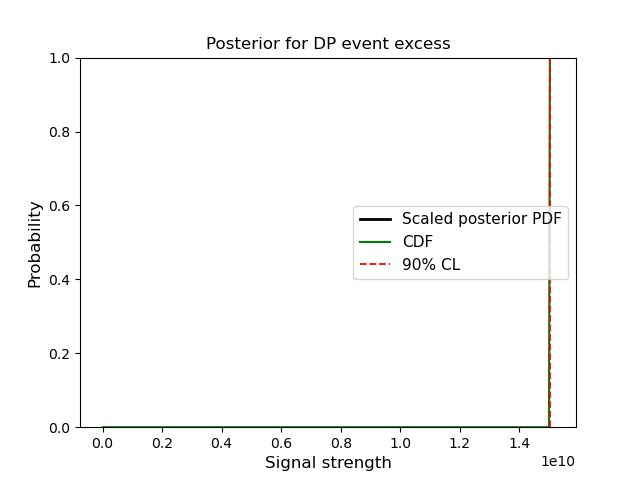 Posterior for DP event excess
1.0
0.8
0.6
0.4
0.2
0.0
Probability
Scaled posterior PDF
CDF
90% CL
0.0 0.2 0.4 0.6 0.8 1.0 1.2 1.4
1e10
Signal strength